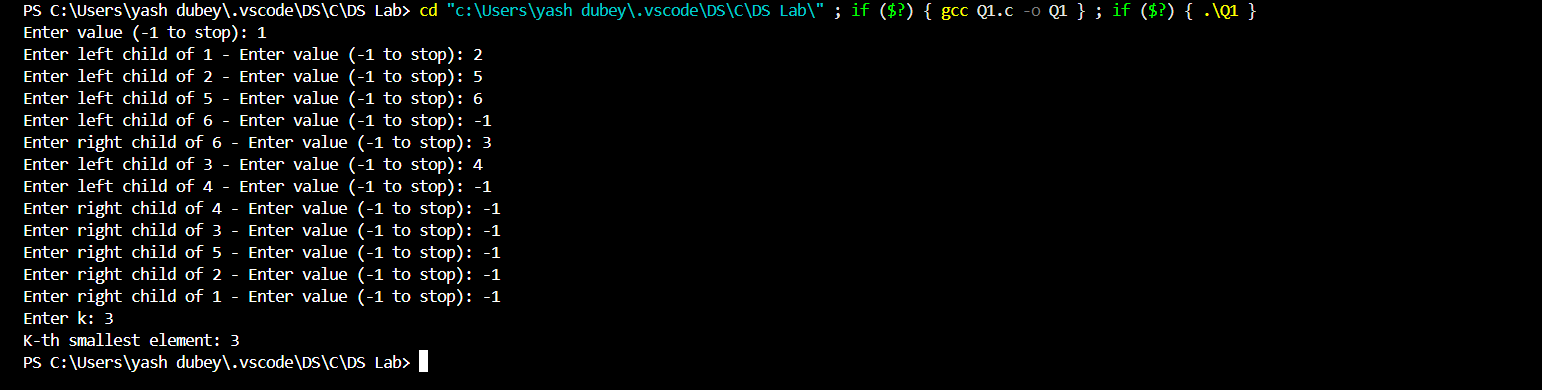 PS C:\Users\yash dubey\.vscode\DS\C\DS Lab> cd "c:\Users\yash dubey\.vscode\DS\C\DS Lab\" ; if ($?) { gcc Q1.c -o Q1 } ; if ($?) { .\Q1 }
Enter value (-1 to stop): 1
Enter left child of 1 - Enter value (-1 to stop): 2
Enter left child of 2 - Enter value (-1 to stop): 5
Enter left child of 5 - Enter value (-1 to stop): 6
Enter left child of 6 - Enter value (-1 to stop): -1
Enter right child of 6 - Enter value (-1 to stop): 3
Enter left child of 3 - Enter value (-1 to stop): 4
Enter left child of 4 - Enter value (-1 to stop): -1
Enter right child of 4 - Enter value (-1 to stop): -1
Enter right child of 3 - Enter value (-1 to stop): -1
Enter right child of 5 - Enter value (-1 to stop): -1
Enter right child of 2 - Enter value (-1 to stop): -1
Enter right child of 1 - Enter value (-1 to stop): -1
Enter k: 3
K-th smallest element: 3
PS C:\Users\yash dubey\.vscode\DS\C\DS Lab>